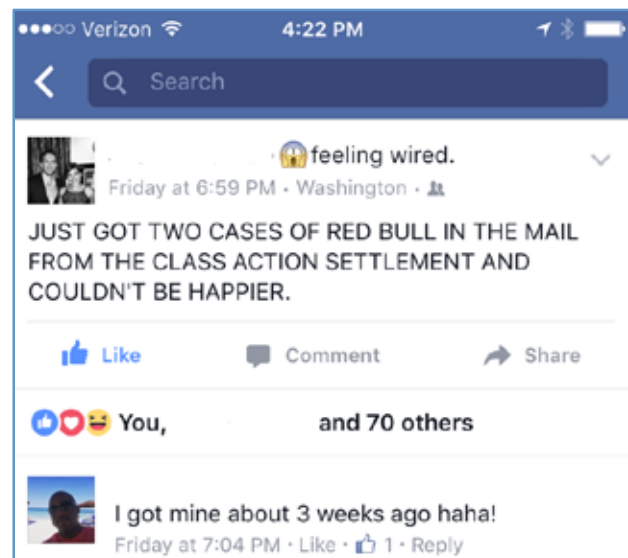 Verizon 4:22 PM
Search
feeling wired.
Friday at 6:59 PM · Washington ·
JUST GOT TWO CASES OF RED BULL IN THE MAIL
FROM THE CLASS ACTION SETTLEMENT AND
COULDN'T BE HAPPIER.
Like Comment Share
You, and 70 others
I got mine about 3 weeks ago haha!
Friday at 7:04 PM · Like · 1 · Reply